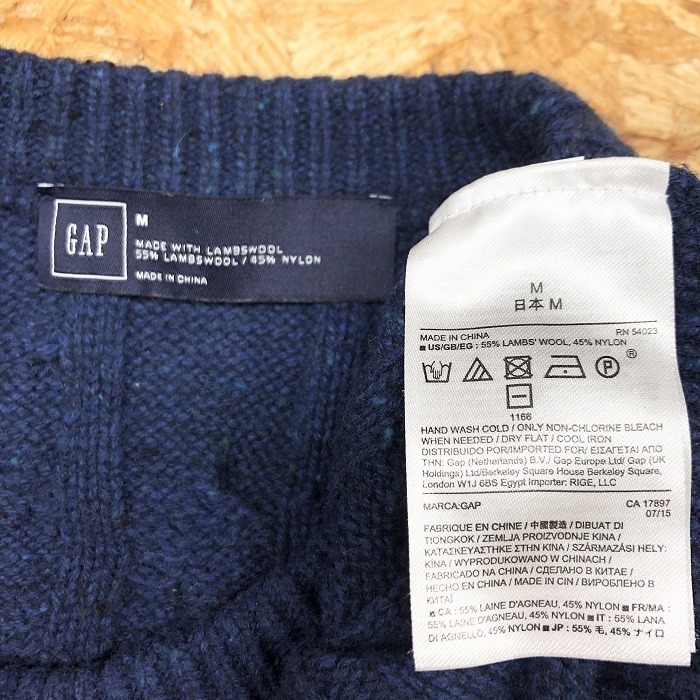 GAP
M
MADE WITH LAMBSWOOL
55% LAMBSWOOL / 45% NYLON
MADE IN CHINA
M
日本 M
MADE IN CHINA RN 54023
■ US/GB/EG : 55% LAMBS' WOOL, 45% NYLON
P ®
1166
HAND WASH COLD / ONLY NON-CHLORINE BLEACH
WHEN NEEDED / DRY FLAT / COOL IRON
DISTRIBUIDO POR/IMPORTED FOR/ ΕΙΣΑΓΕΤΑΙ ΑΠΟ
ΤΗΝ: Gap (Netherlands) B.V./ Gap Europe Ltd/ Gap (UK
Holdings) Ltd/Berkeley Square House Berkeley Square,
London W1J 6BS Egypt Importer: RIGE, LLC
MARCA:GAP CA 17897
07/15
FABRIQUE EN CHINE / 中國製造 / DIBUAT DI
TIONGKOK / ZEMLJA PROIZVODNJE KINA /
ΚΑΤΑΣΚΕΥΑΣΤΗΚΕ ΣΤΗΝ ΚΙΝΑ / SZÁRMAZÁSI HELY:
KÍNA / WYPRODUKOWANO W CHINACH /
FABRICADO NA CHINA / СДЕЛАНО В КИТАЕ /
HECHO EN CHINA / MADE IN CIN / ВИРОБЛЕНО В
КИТАЇ
■ CA : 55% LAINE D'AGNEAU, 45% NYLON ■ FR/MA :
55% LAINE D'AGNEAU, 45% NYLON ■ IT : 55% LANA
DI AGNELLO, 45% NYLON ■ JP : 55% 毛, 45% ナイロ